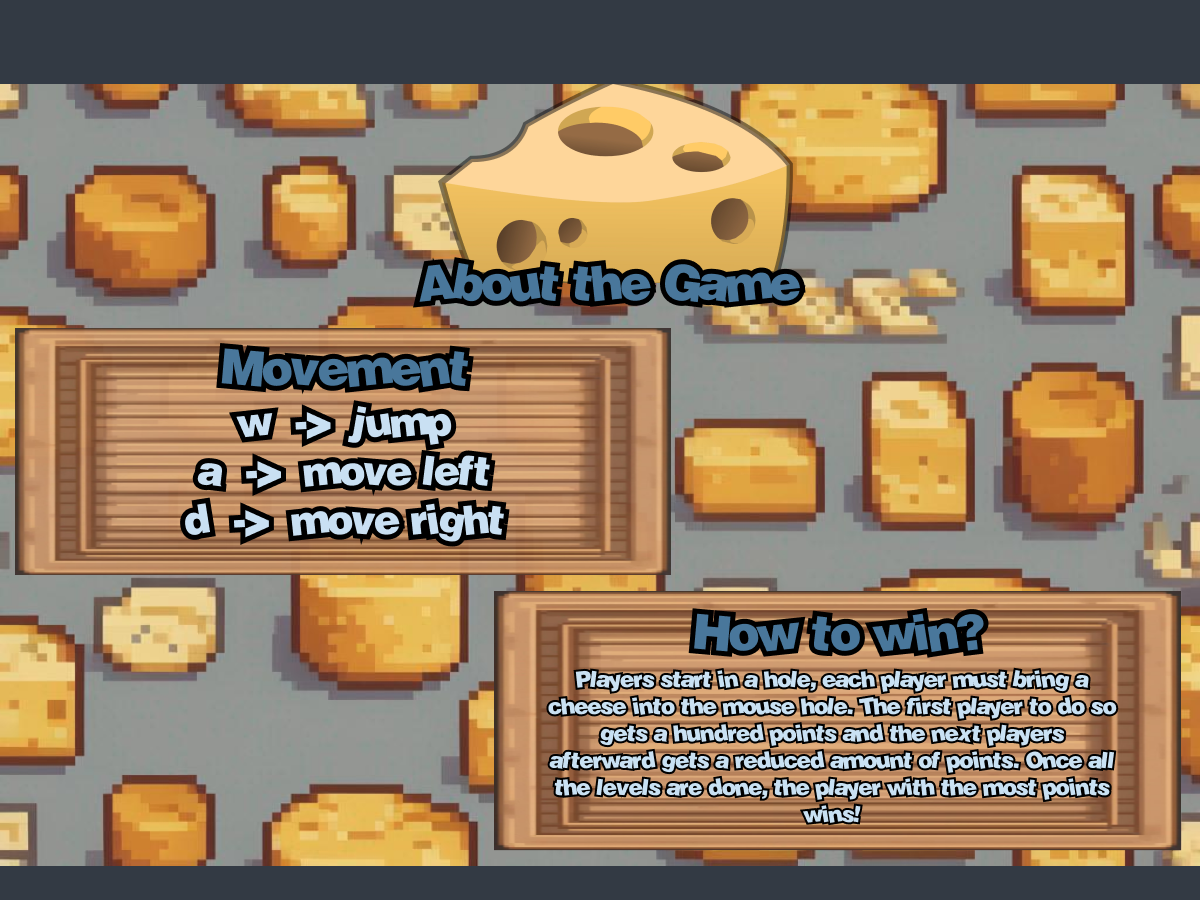 About the Game
Movement
w -> jump
a -> move left
d -> move right
How to win?
Players start in a hole, each player must bring a
cheese into the mouse hole. The first player to do so
gets a hundred points and the next players
afterward gets a reduced amount of points. Once all
the levels are done, the player with the most points
wins!